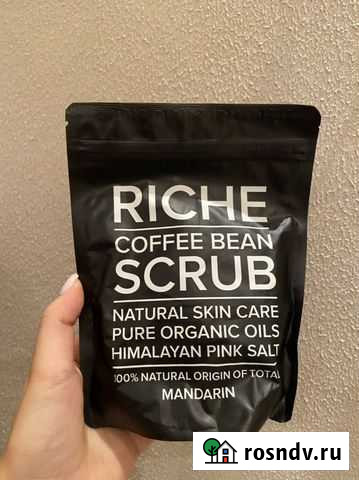 RICHE
COFFEE BEAN
SCRUB
NATURAL SKIN CARE
PURE ORGANIC OILS
HIMALAYAN PINK SALT
100% NATURAL ORIGIN OF TOTAL
MANDARIN
rosndv.ru